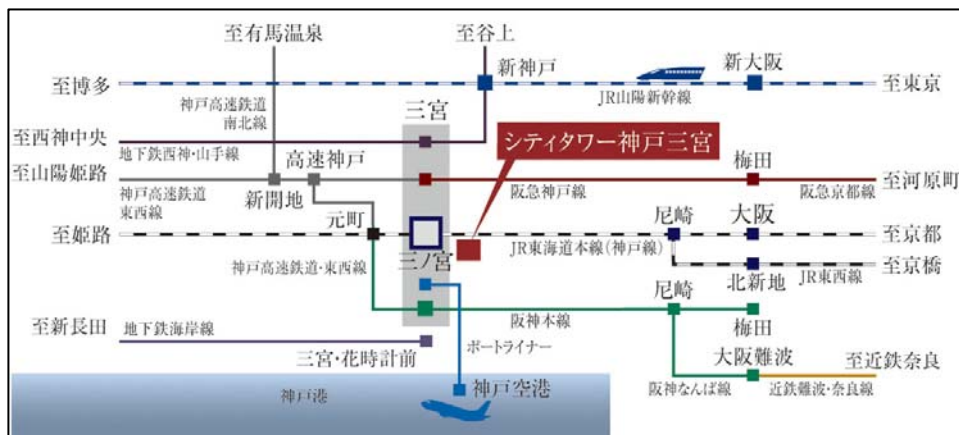 至有馬温泉
至谷上
至博多
新神戸
新大阪
至東京
JR山陽新幹線
神戸高速鉄道
南北線
三宮
至西神中央
地下鉄西神・山手線
シティタワー神戸三宮
至山陽姫路
高速神戸
梅田
至河原町
神戸高速鉄道
東西線
新開地
阪急神戸線
阪急京都線
元町
尼崎
大阪
至姫路
至京都
JR東海道本線(神戸線)
三ノ宮
神戸高速鉄道・東西線
至京橋
北新地
JR東西線
尼崎
阪神本線
梅田
至新長田
地下鉄海岸線
三宮・花時計前
ポートライナー
大阪難波
至近鉄奈良
阪神なんば線
近鉄難波・奈良線
神戸港
神戸空港